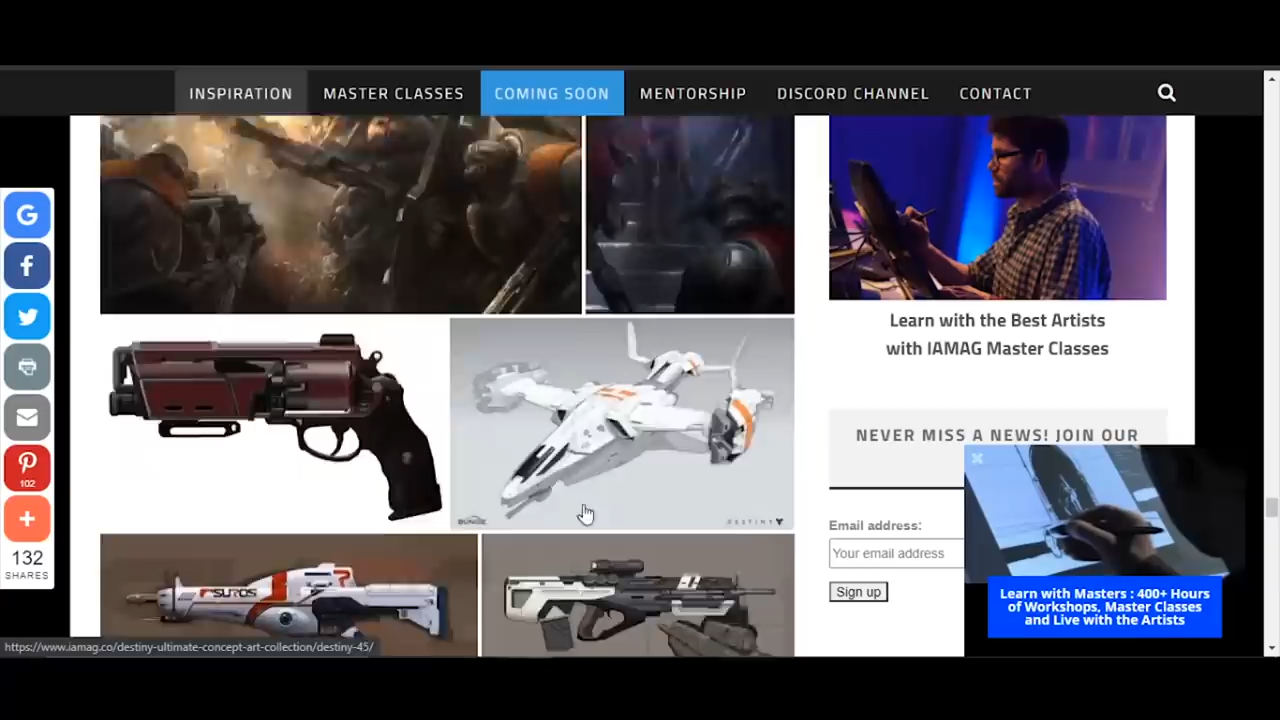 INSPIRATION
MASTER CLASSES
COMING SOON
MENTORSHIP
DISCORD CHANNEL
CONTACT
102
132
SHARES
BUNGIE
DESTINY
SUROS
Learn with the Best Artists
with IAMAG Master Classes
NEVER MISS A NEWS! JOIN OUR
Email address:
Your email address
Sign up
Learn with Masters : 400+ Hours
of Workshops, Master Classes
and Live with the Artists
https://www.iamag.co/destiny-ultimate-concept-art-collection/destiny-45/